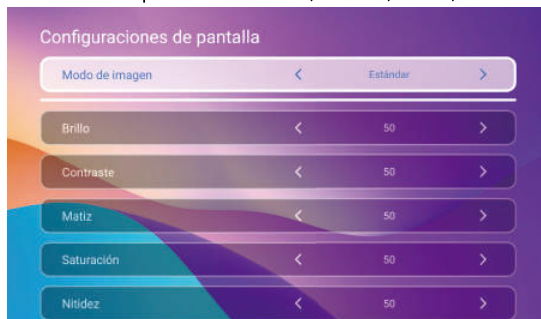 Configuraciones de pantalla
Modo de imagen < Estándar >
Brillo < 50 >
Contraste < 50 >
Matiz < 50 >
Saturación < 50 >
Nitidez < 50 >